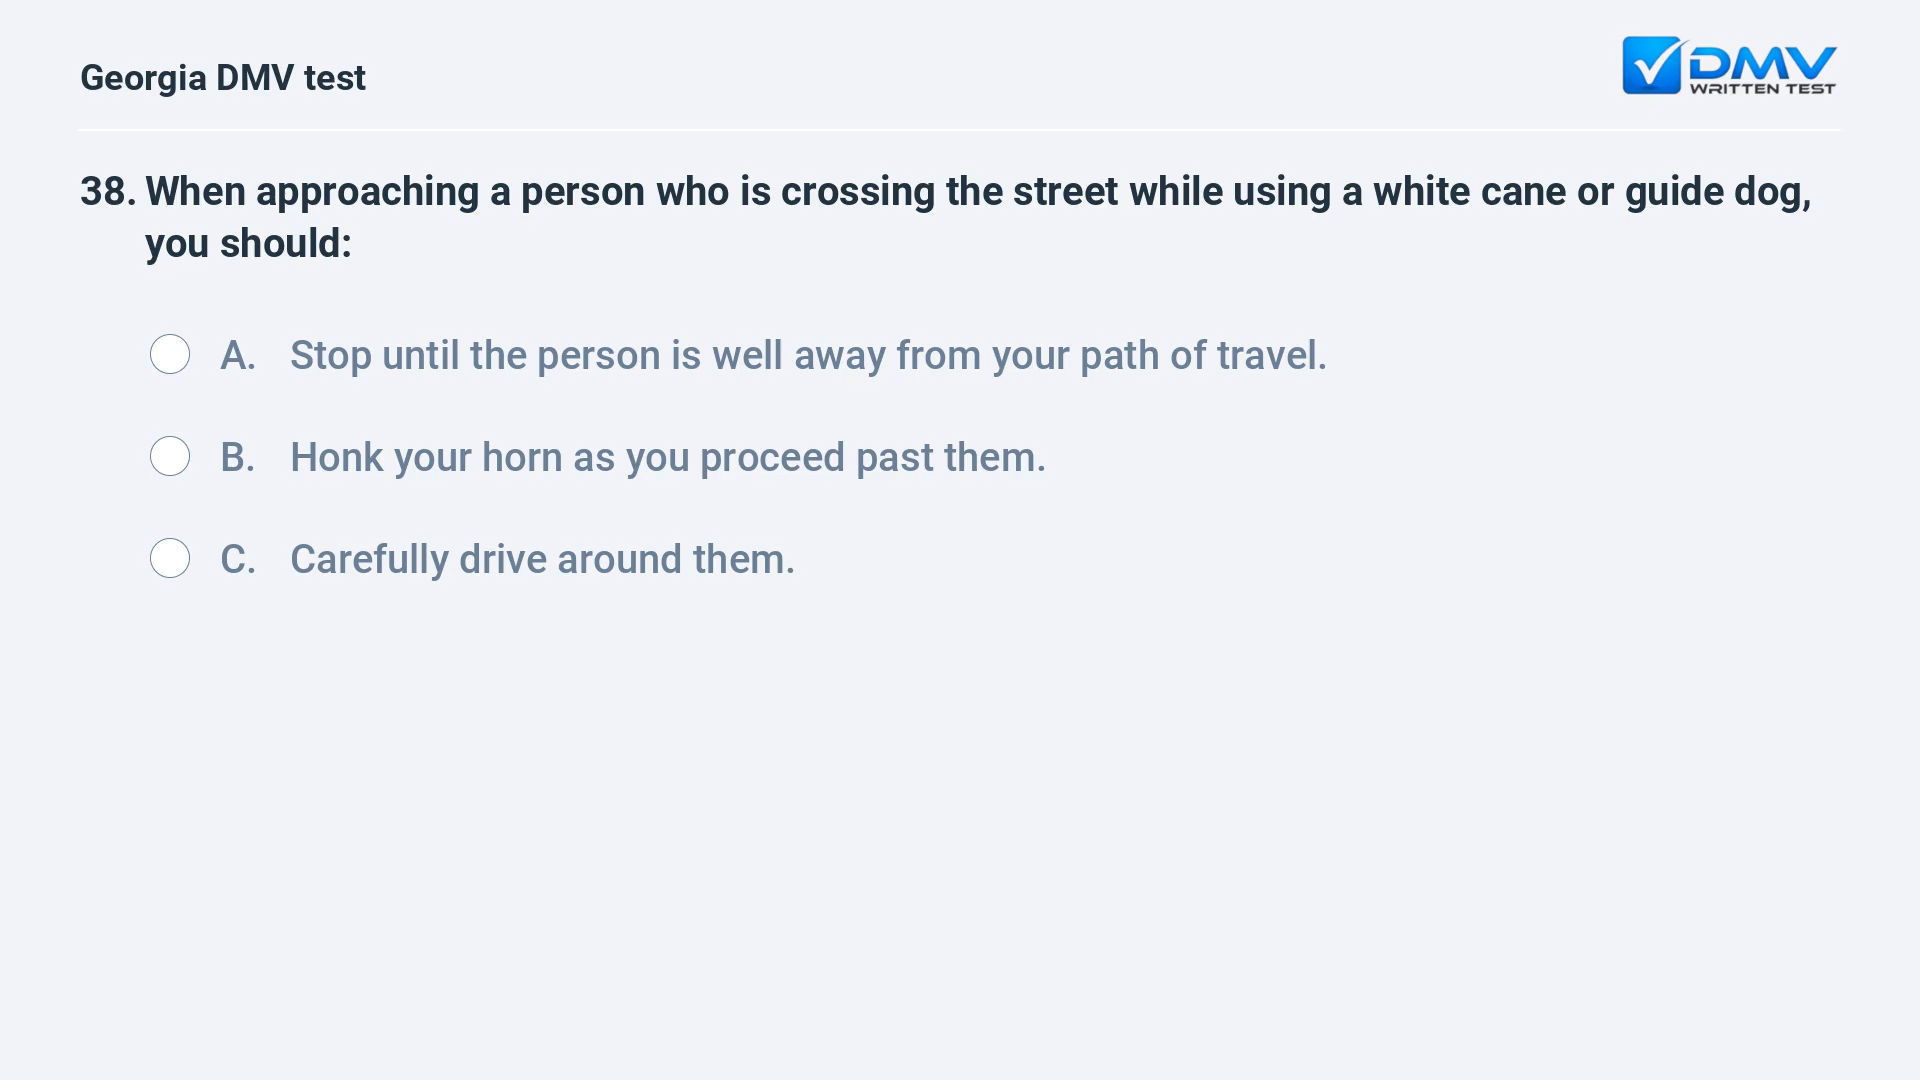 Georgia DMV test
DMV
WRITTEN TEST
38. When approaching a person who is crossing the street while using a white cane or guide dog,
you should:
A. Stop until the person is well away from your path of travel.
B. Honk your horn as you proceed past them.
C. Carefully drive around them.